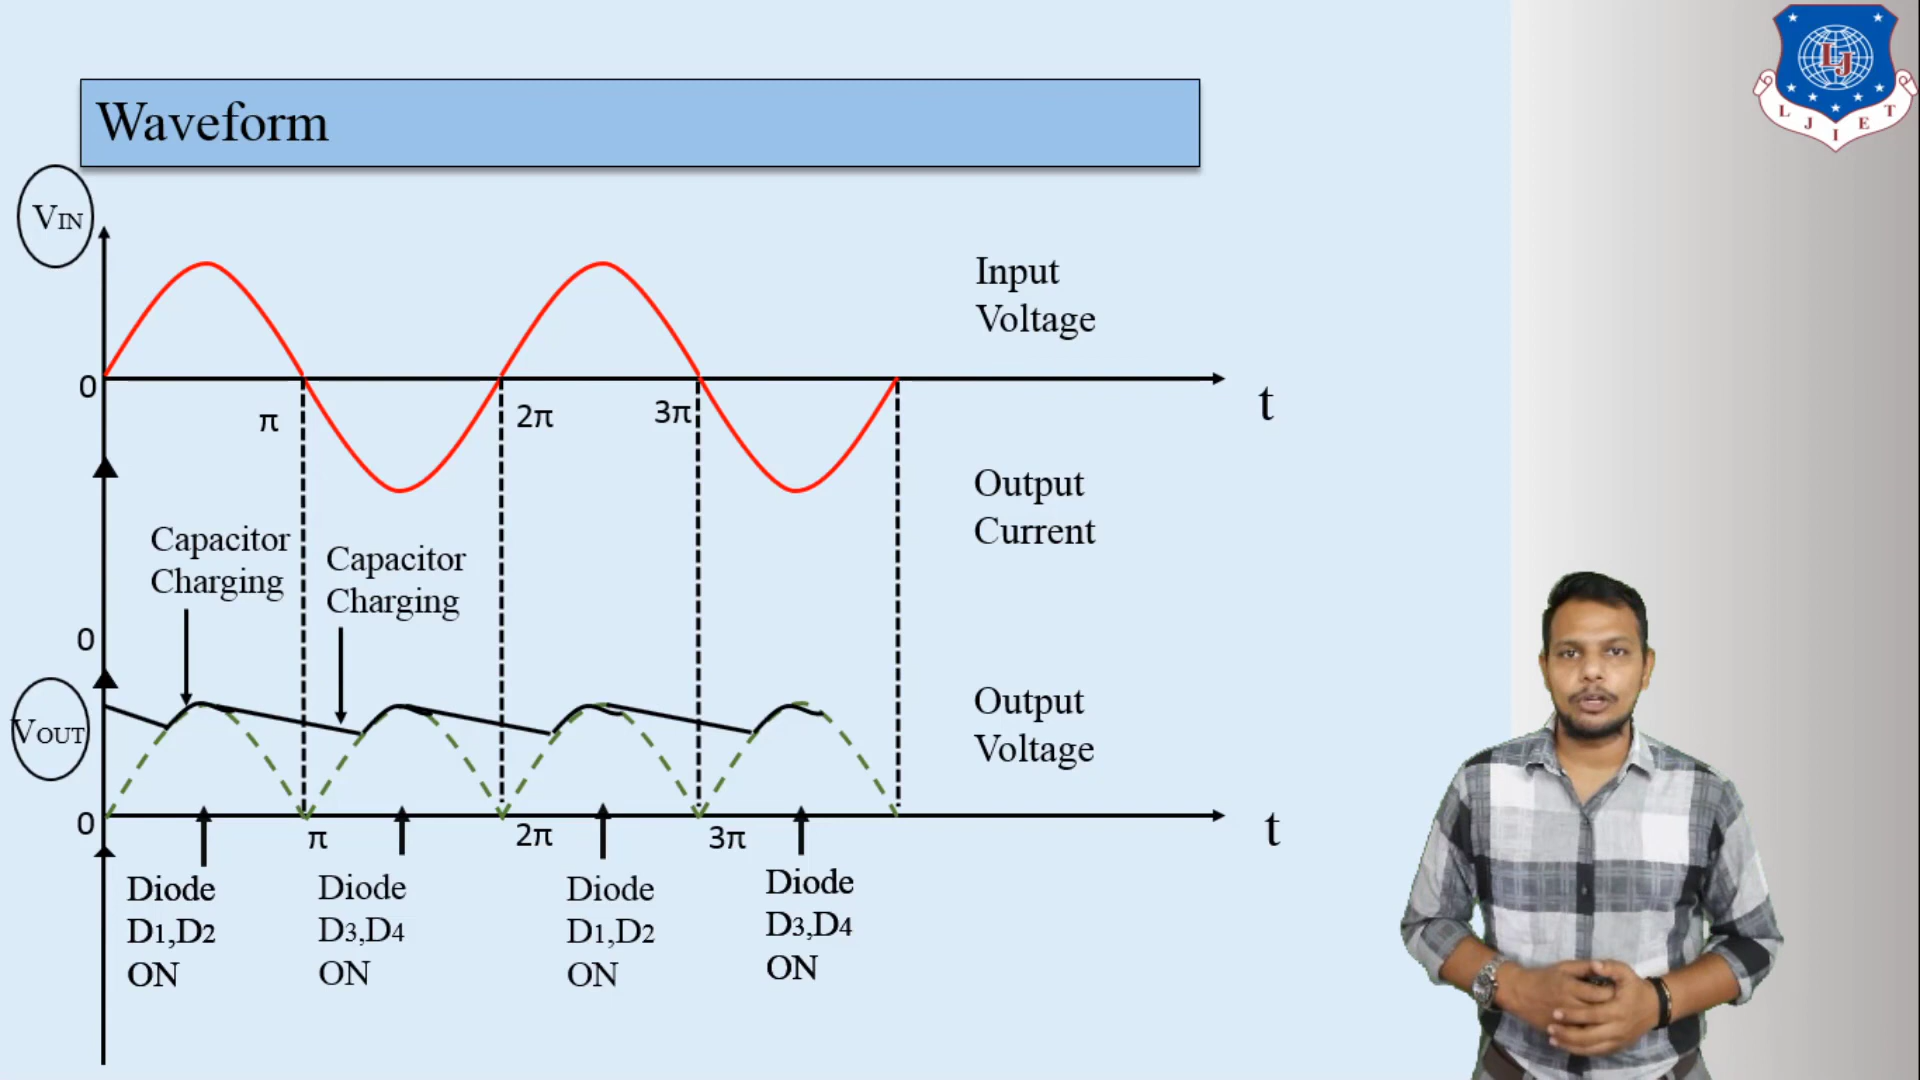 Waveform
LJ
L J I E T
VIN
Input
Voltage
0
π
2π
3π
t
Output
Current
Capacitor
Charging
Capacitor
Charging
0
Output
Voltage
VOUT
0
π
2π
3π
t
Diode
D1,D2
ON
Diode
D3,D4
ON
Diode
D1,D2
ON
Diode
D3,D4
ON